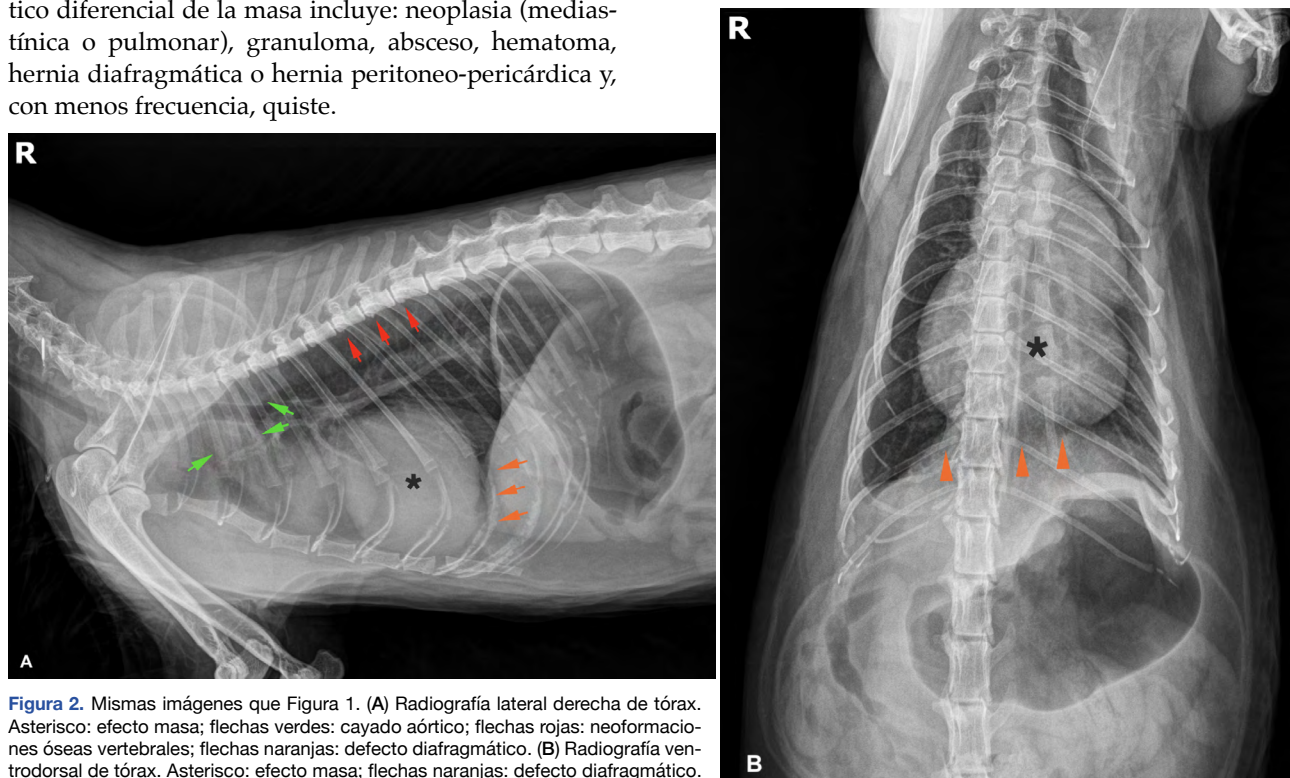 tico diferencial de la masa incluye: neoplasia (medias-
tínica o pulmonar), granuloma, absceso, hematoma,
hernia diafragmática o hernia peritoneo-pericárdica y,
con menos frecuencia, quiste.
R
*
A
Figura 2. Mismas imágenes que Figura 1. (A) Radiografía lateral derecha de tórax.
Asterisco: efecto masa; flechas verdes: cayado aórtico; flechas rojas: neoformacio-
nes óseas vertebrales; flechas naranjas: defecto diafragmático. (B) Radiografía ven-
trodorsal de tórax. Asterisco: efecto masa; flechas naranjas: defecto diafragmático.
R
*
B